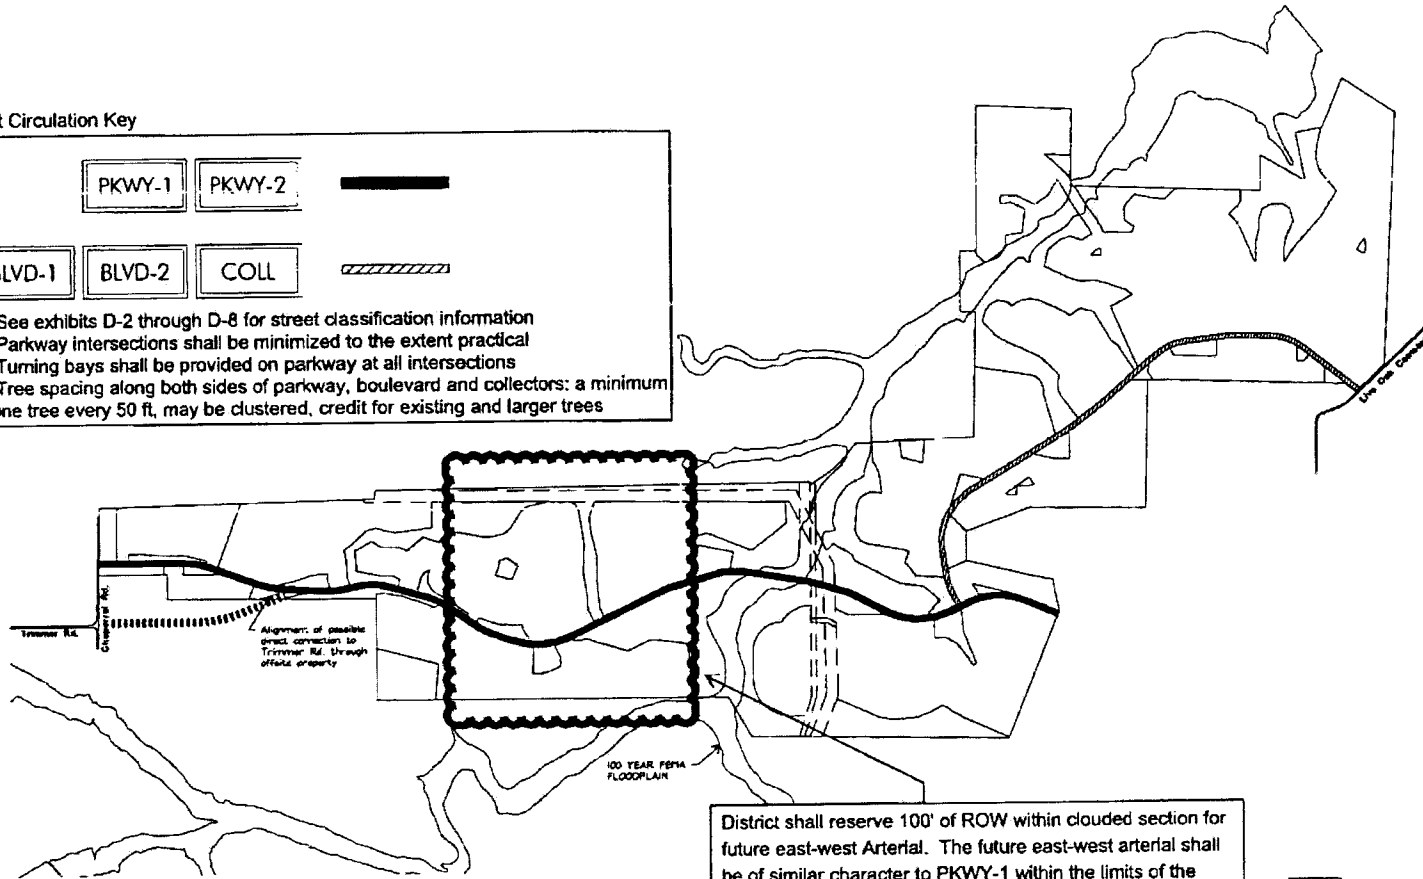 t Circulation Key
PKWY-1 PKWY-2
LVD-1 BLVD-2 COLL
See exhibits D-2 through D-8 for street classification information
Parkway intersections shall be minimized to the extent practical
Turning bays shall be provided on parkway at all intersections
Tree spacing along both sides of parkway, boulevard and collectors: a minimum
ne tree every 50 ft, may be clustered, credit for existing and larger trees
Live Oak
Chaparral Rd.
Trimmer Rd.
Alignment of possible
direct connection to
Trimmer Rd. through
offsite property
100 YEAR FEMA
FLOODPLAIN
District shall reserve 100' of ROW within clouded section for
future east-west Arterial. The future east-west arterial shall
be of similar character to PKWY-1 within the limits of the